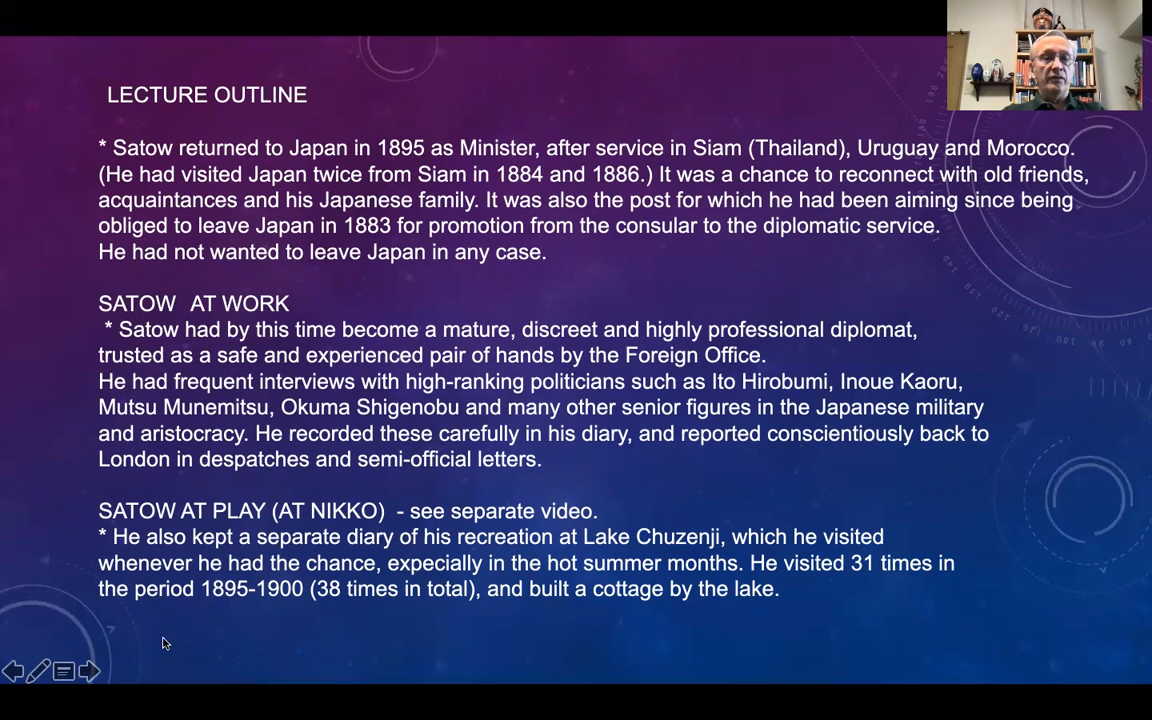 LECTURE OUTLINE
* Satow returned to Japan in 1895 as Minister, after service in Siam (Thailand), Uruguay and Morocco.
(He had visited Japan twice from Siam in 1884 and 1886.) It was a chance to reconnect with old friends,
acquaintances and his Japanese family. It was also the post for which he had been aiming since being
obliged to leave Japan in 1883 for promotion from the consular to the diplomatic service.
He had not wanted to leave Japan in any case.
SATOW AT WORK
* Satow had by this time become a mature, discreet and highly professional diplomat,
trusted as a safe and experienced pair of hands by the Foreign Office.
He had frequent interviews with high-ranking politicians such as Ito Hirobumi, Inoue Kaoru,
Mutsu Munemitsu, Okuma Shigenobu and many other senior figures in the Japanese military
and aristocracy. He recorded these carefully in his diary, and reported conscientiously back to
London in despatches and semi-official letters.
SATOW AT PLAY (AT NIKKO) - see separate video.
* He also kept a separate diary of his recreation at Lake Chuzenji, which he visited
whenever he had the chance, expecially in the hot summer months. He visited 31 times in
the period 1895-1900 (38 times in total), and built a cottage by the lake.